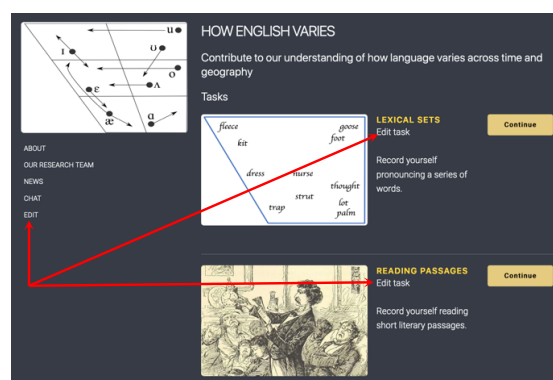 u
ʊ
ɪ
o
ɛ
ʌ
æ
ɑ
ABOUT
OUR RESEARCH TEAM
NEWS
CHAT
EDIT
HOW ENGLISH VARIES
Contribute to our understanding of how language varies across time and
geography
Tasks
fleece
goose
kit
foot
dress
nurse
thought
strut
trap
lot
palm
LEXICAL SETS
Edit task
Record yourself
pronouncing a series of
words.
Continue
READING PASSAGES
Edit task
Record yourself reading
short literary passages.
Continue